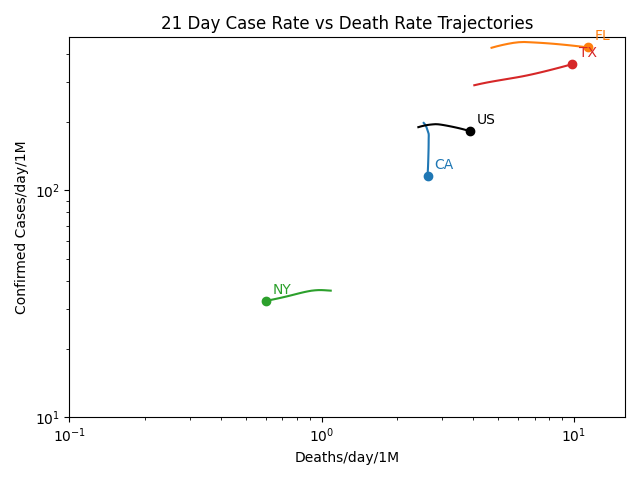 21 Day Case Rate vs Death Rate Trajectories
FL
TX
US
CA
NY
Confirmed Cases/day/1M
10²
10¹
10⁻¹
10⁰
10¹
Deaths/day/1M